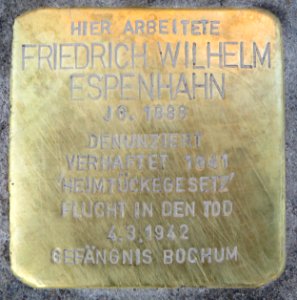 HIER ARBEITETE
FRIEDRICH WILHELM
ESPENHAHN
JG. 1886
DENUNZIERT
VERHAFTET 1941
'HEIMTÜCKEGESETZ'
FLUCHT IN DEN TOD
4.3.1942
GEFÄNGNIS BOCHUM